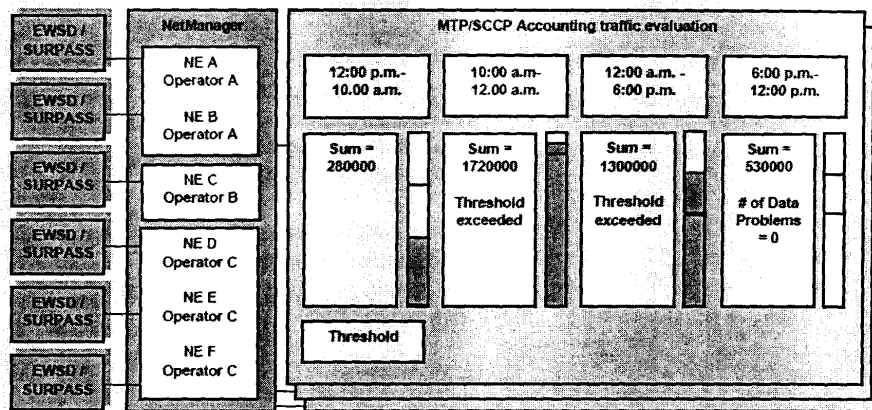 EWSD /
SURPASS
EWSD /
SURPASS
EWSD /
SURPASS
EWSD /
SURPASS
EWSD /
SURPASS
EWSD /
SURPASS
NetManager
NE A
Operator A
NE B
Operator A
NE C
Operator B
NE D
Operator C
NE E
Operator C
NE F
Operator C
MTP/SCCP Accounting traffic evaluation
12:00 p.m.-
10.00 a.m.
10:00 a.m-
12.00 a.m.
12:00 a.m. -
6:00 p.m.
6:00 p.m.-
12:00 p.m.
Sum =
280000
Sum =
1720000
Threshold
exceeded
Sum =
1300000
Threshold
exceeded
Sum =
530000
# of Data
Problems
= 0
Threshold